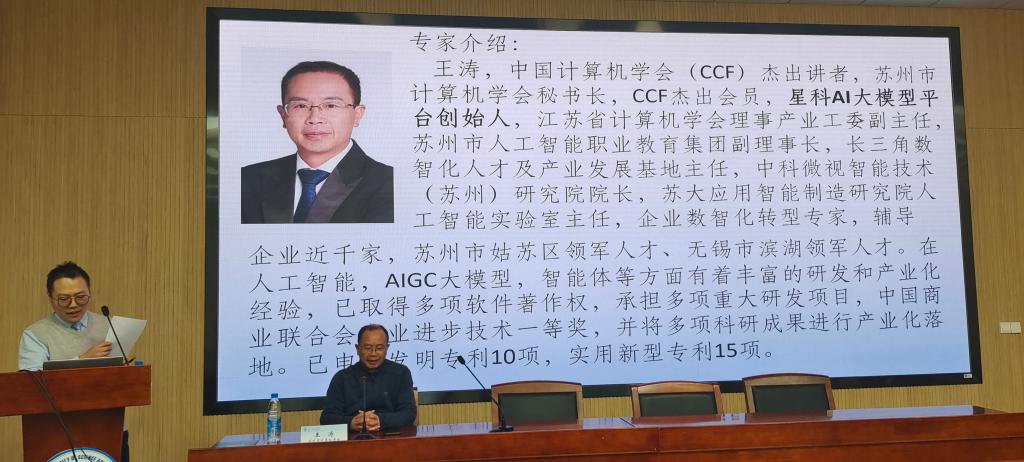 专家介绍：
王涛，中国计算机学会（CCF）杰出讲者，苏州市
计算机学会秘书长，CCF杰出会员，星科AI大模型平
台创始人，江苏省计算机学会理事产业工委副主任，
苏州市人工智能职业教育集团副理事长，长三角数
智化人才及产业发展基地主任，中科微视智能技术
（苏州）研究院院长，苏大应用智能制造研究院人
工智能实验室主任，企业数智化转型专家，辅导
企业近千家，苏州市姑苏区领军人才、无锡市滨湖领军人才。在
人工智能，AIGC大模型，智能体等方面有着丰富的研发和产业化
经验，已取得多项软件著作权，承担多项重大研发项目，中国商
业联合会 业进步技术一等奖，并将多项科研成果进行产业化落
地。已申 发明专利10项，实用新型专利15项。
王 涛
OF SCIENCE